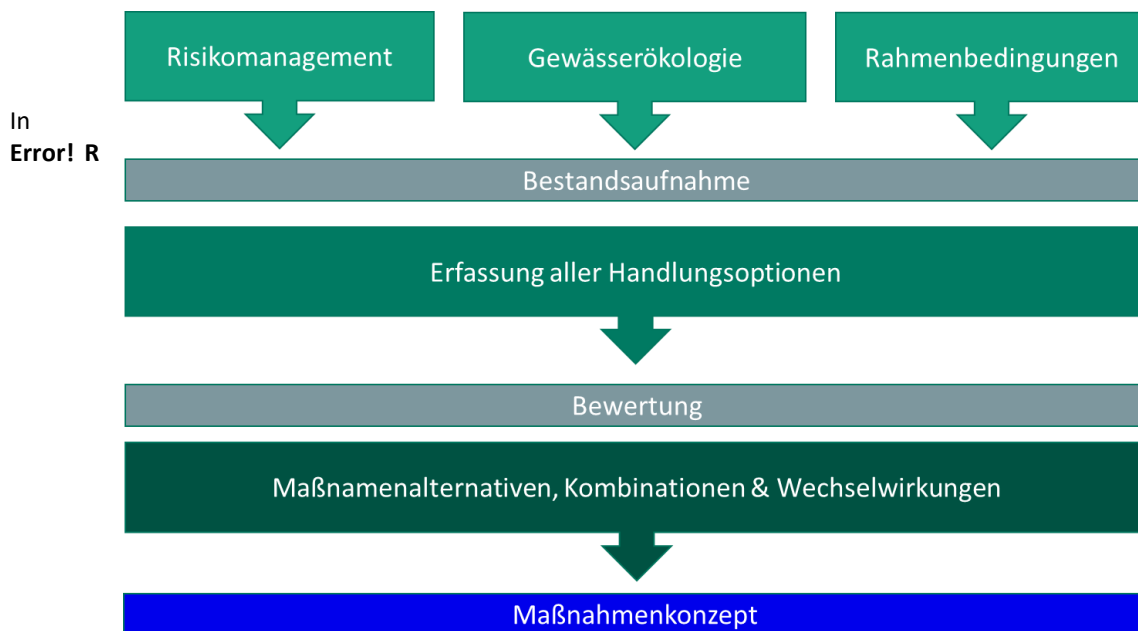 Risikomanagement
Gewässerökologie
Rahmenbedingungen
In
Error! R
Bestandsaufnahme
Erfassung aller Handlungsoptionen
Bewertung
Maßnamenalternativen, Kombinationen & Wechselwirkungen
Maßnahmenkonzept